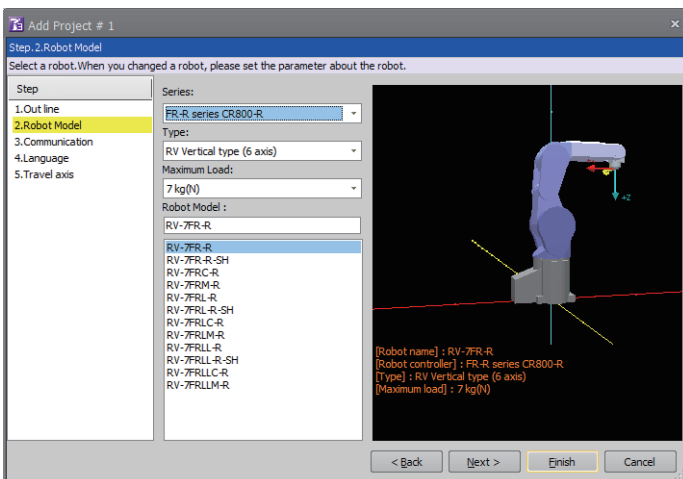 Add Project # 1
Step.2.Robot Model
Select a robot.When you changed a robot, please set the parameter about the robot.
Step
1.Out line
2.Robot Model
3.Communication
4.Language
5.Travel axis
Series:
FR-R series CR800-R
Type:
RV Vertical type (6 axis)
Maximum Load:
7 kg(N)
Robot Model :
RV-7FR-R
RV-7FR-R
RV-7FR-R-SH
RV-7FRC-R
RV-7FRM-R
RV-7FRL-R
RV-7FRL-R-SH
RV-7FRLC-R
RV-7FRLM-R
RV-7FRLL-R
RV-7FRLL-R-SH
RV-7FRLLC-R
RV-7FRLLM-R
+Z
[Robot name] : RV-7FR-R
[Robot controller] : FR-R series CR800-R
[Type] : RV Vertical type (6 axis)
[Maximum load] : 7 kg(N)
< Back
Next >
Finish
Cancel